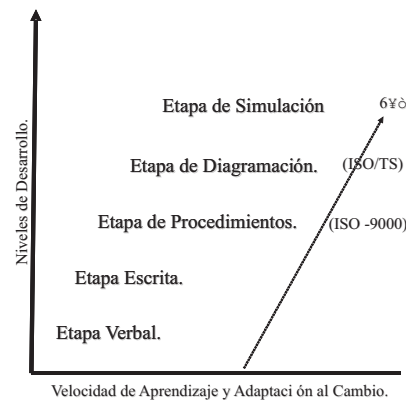 Etapa de Simulación 6¥ò
Etapa de Diagramación. (ISO/TS)
Etapa de Procedimientos. (ISO -9000)
Etapa Escrita.
Etapa Verbal.
Niveles de Desarrollo.
Velocidad de Aprendizaje y Adaptaci ón al Cambio.